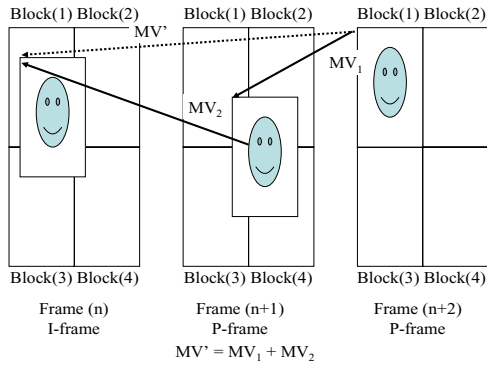 Block(1) Block(2) Block(1) Block(2) Block(1) Block(2)
MV’
MV1
MV2
Block(3) Block(4) Block(3) Block(4) Block(3) Block(4)
Frame (n) Frame (n+1) Frame (n+2)
I-frame P-frame P-frame
MV’ = MV1 + MV2